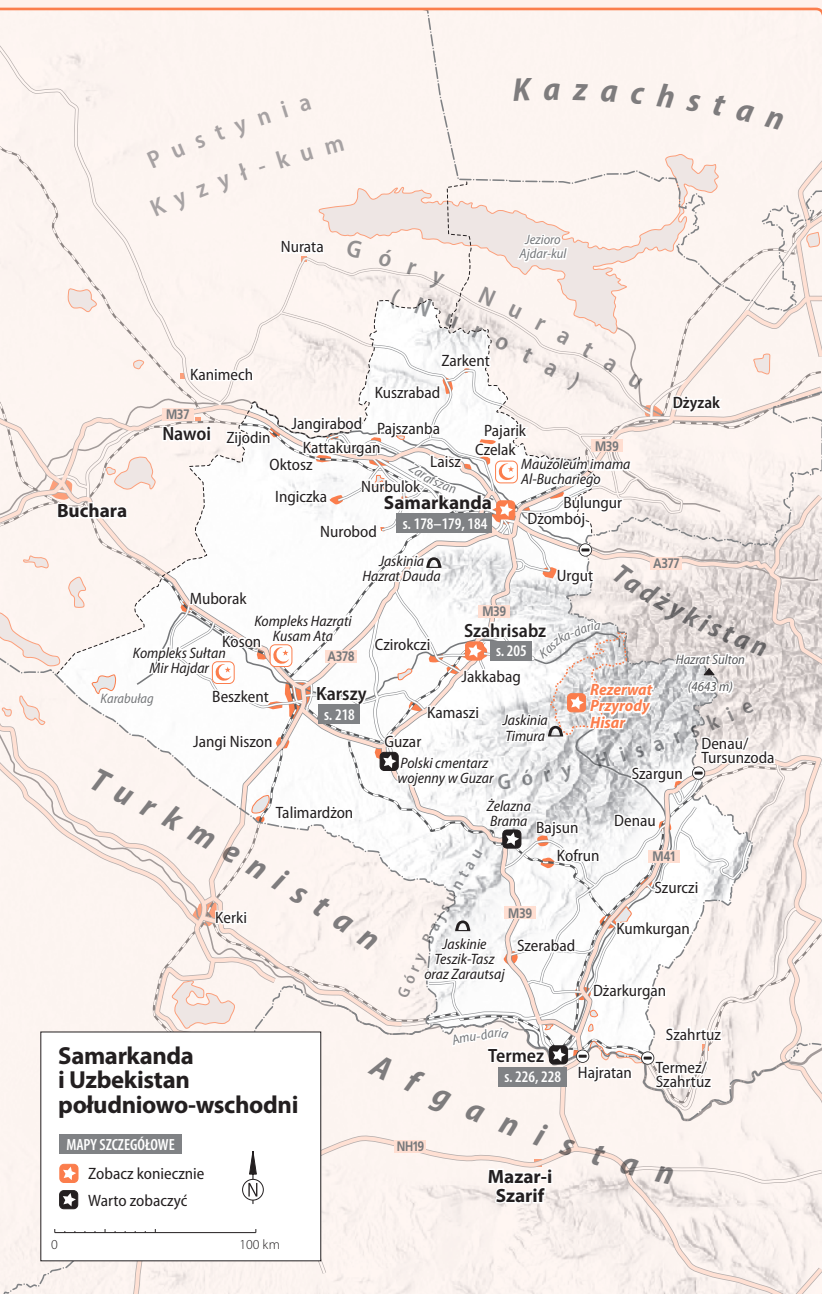 Kazachstan
Pustynia
Kyzył-kum
Jezioro
Ajdar-kul
Nurata
Góry Nuratau
(Nurota)
Zarkent
Kanimech
Kuszrabad
Dżyzak
M37
Nawoi
Zijodin
Jangirabod
Pajszanba
Pajarik
Czelak
M39
Kattakurgan
Oktosz
Laisz
Mauzoleum imama
Al-Buchariego
Zarafszan
Nurbulok
Ingiczka
Buchara
Samarkanda
s. 178–179, 184
Bulungur
Dżombój
Nurobod
Jaskinia
Hazrat Dauda
A377
Urgut
Tadżykistan
Muborak
M39
Kompleks Hazrati
Kusam Ata
Szahrisabz
s. 205
Kaszka-daria
Koson
Czirokczi
Kompleks Sułtan
Mir Hajdar
A378
Hazrat Sulton
(4643 m)
Jakkabag
Karabułag
Beszkent
Karszy
s. 218
Rezerwat
Przyrody
Hisar
Kamaszi
Jaskinia
Timura
Jangi Niszon
Guzar
Polski cmentarz
wojenny w Guzar
Góry Hisarskie
Denau/
Tursunzoda
Szargun
Turkmenistan
Talimardżon
Żelazna
Brama
Bajsun
Denau
Kofrun
M41
Góry Bajsuntau
Szurczi
Kerki
M39
Kumkurgan
Jaskinie
Teszik-Tasz
oraz Zarautsaj
Szerabad
Dżarkurgan
Amu-daria
Szahrtuz
Termez
s. 226, 228
Hajratan
Termez/
Szahrtuz
Afganistan
NH19
Mazar-i
Szarif
Samarkanda
i Uzbekistan
południowo-wschodni
MAPY SZCZEGÓŁOWE
Zobacz koniecznie
Warto zobaczyć
N
0 100 km